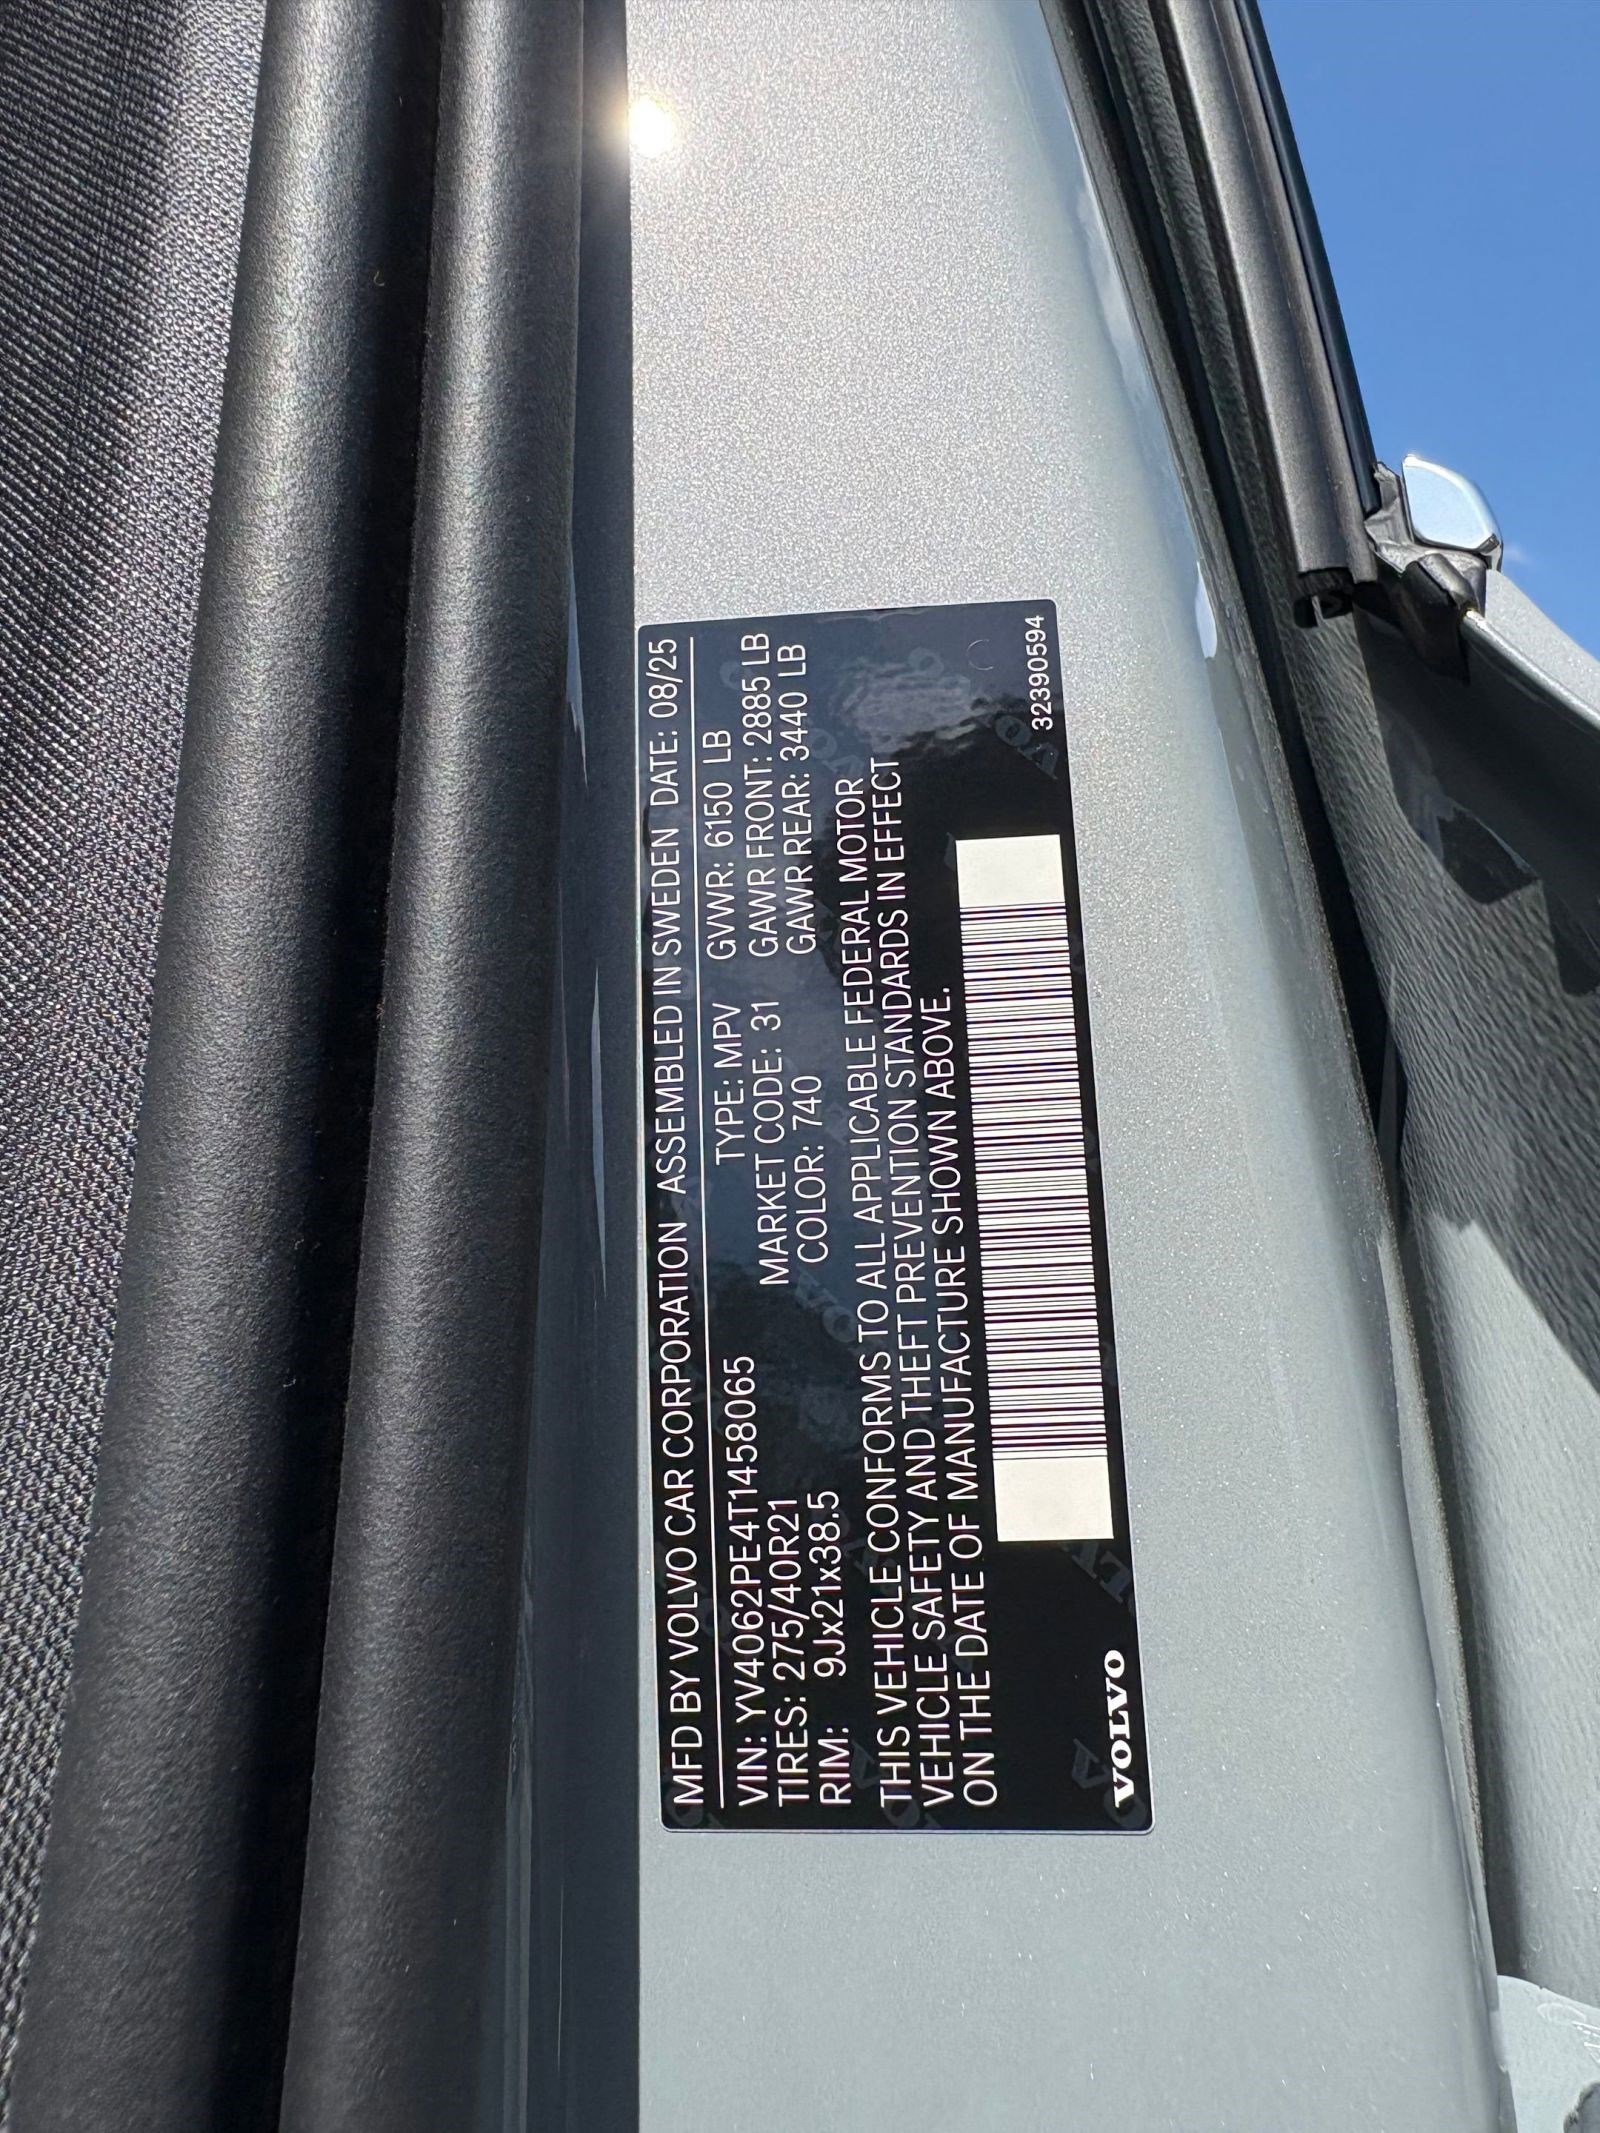 MFD BY VOLVO CAR CORPORATION ASSEMBLED IN SWEDEN DATE: 08/25
VIN: YV4062PE4T1458065 TYPE: MPV GVWR: 6150 LB
TIRES: 275/40R21 MARKET CODE: 31 GAWR FRONT: 2885 LB
RIM: 9Jx21x38.5 COLOR: 740 GAWR REAR: 3440 LB
THIS VEHICLE CONFORMS TO ALL APPLICABLE FEDERAL MOTOR
VEHICLE SAFETY AND THEFT PREVENTION STANDARDS IN EFFECT
ON THE DATE OF MANUFACTURE SHOWN ABOVE.
VOLVO
32390594